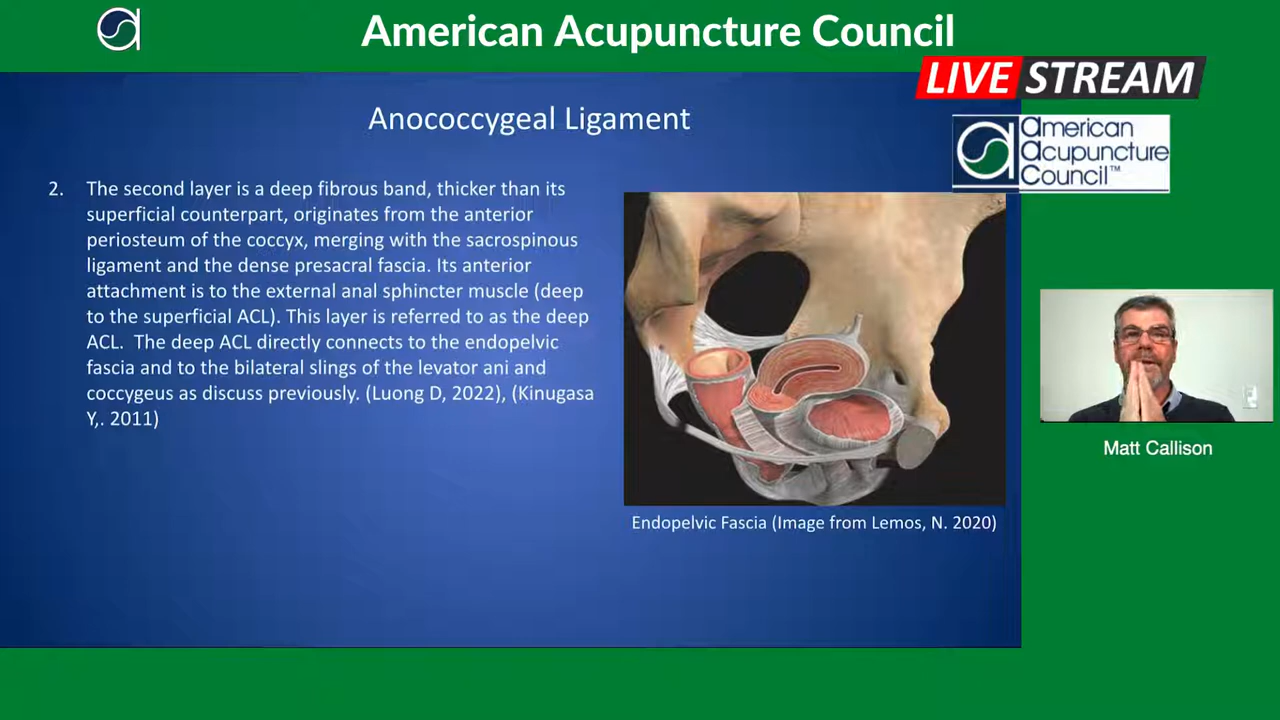 American Acupuncture Council
LIVE STREAM
american
acupuncture
council™
Anococcygeal Ligament
2. The second layer is a deep fibrous band, thicker than its
superficial counterpart, originates from the anterior
periosteum of the coccyx, merging with the sacrospinous
ligament and the dense presacral fascia. Its anterior
attachment is to the external anal sphincter muscle (deep
to the superficial ACL). This layer is referred to as the deep
ACL. The deep ACL directly connects to the endopelvic
fascia and to the bilateral slings of the levator ani and
coccygeus as discuss previously. (Luong D, 2022), (Kinugasa
Y,. 2011)
Endopelvic Fascia (Image from Lemos, N. 2020)
Matt Callison